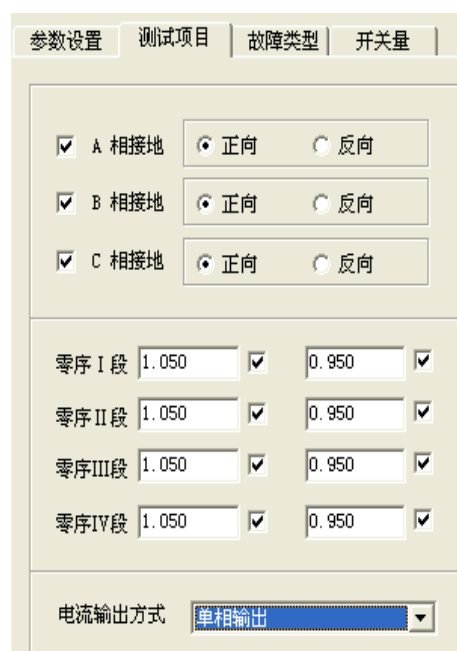 参数设置 测试项目 故障类型 开关量
A 相接地 正向 反向
B 相接地 正向 反向
C 相接地 正向 反向
零序 I 段 1.050 0.950
零序 II 段 1.050 0.950
零序III段 1.050 0.950
零序IV段 1.050 0.950
电流输出方式 单相输出